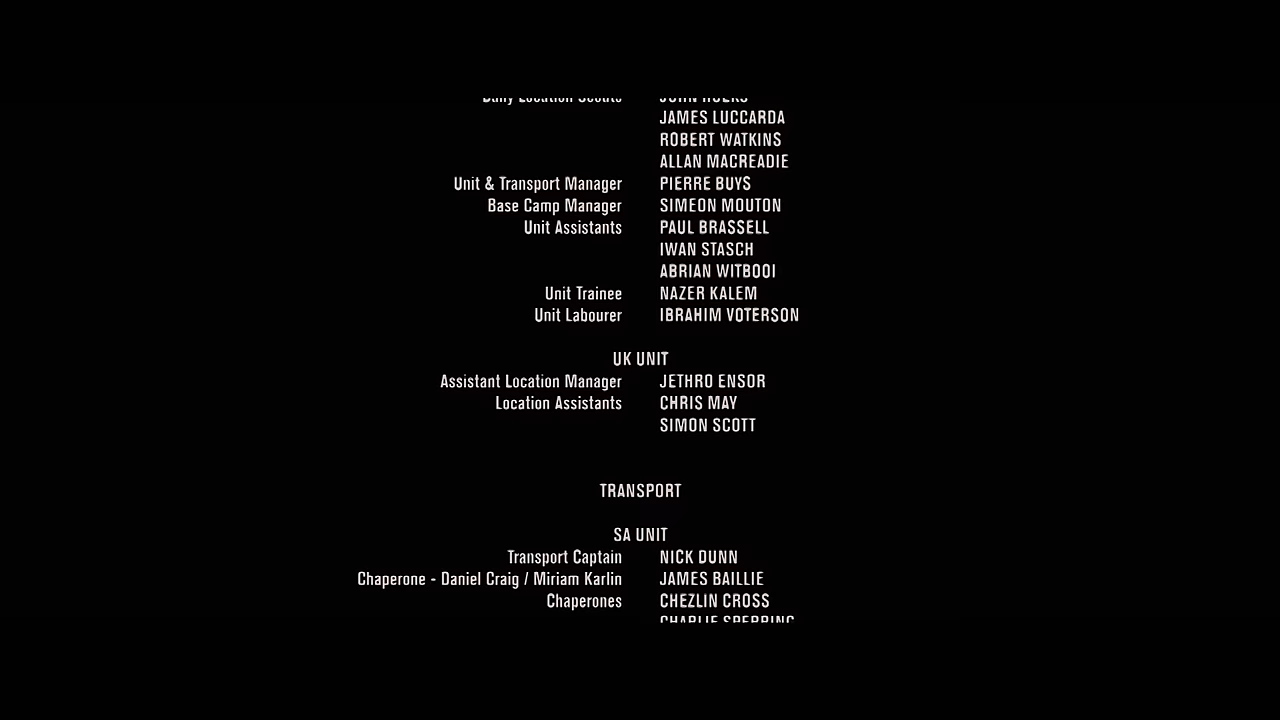 Daily Location Scouts
JAMES LUCCARDA
ROBERT WATKINS
ALLAN MACREADIE
Unit & Transport Manager PIERRE BUYS
Base Camp Manager SIMEON MOUTON
Unit Assistants PAUL BRASSELL
IWAN STASCH
ABRIAN WITBOOI
Unit Trainee NAZER KALEM
Unit Labourer IBRAHIM VOTERSON
UK UNIT
Assistant Location Manager JETHRO ENSOR
Location Assistants CHRIS MAY
SIMON SCOTT
TRANSPORT
SA UNIT
Transport Captain NICK DUNN
Chaperone - Daniel Craig / Miriam Karlin JAMES BAILLIE
Chaperones CHEZLIN CROSS